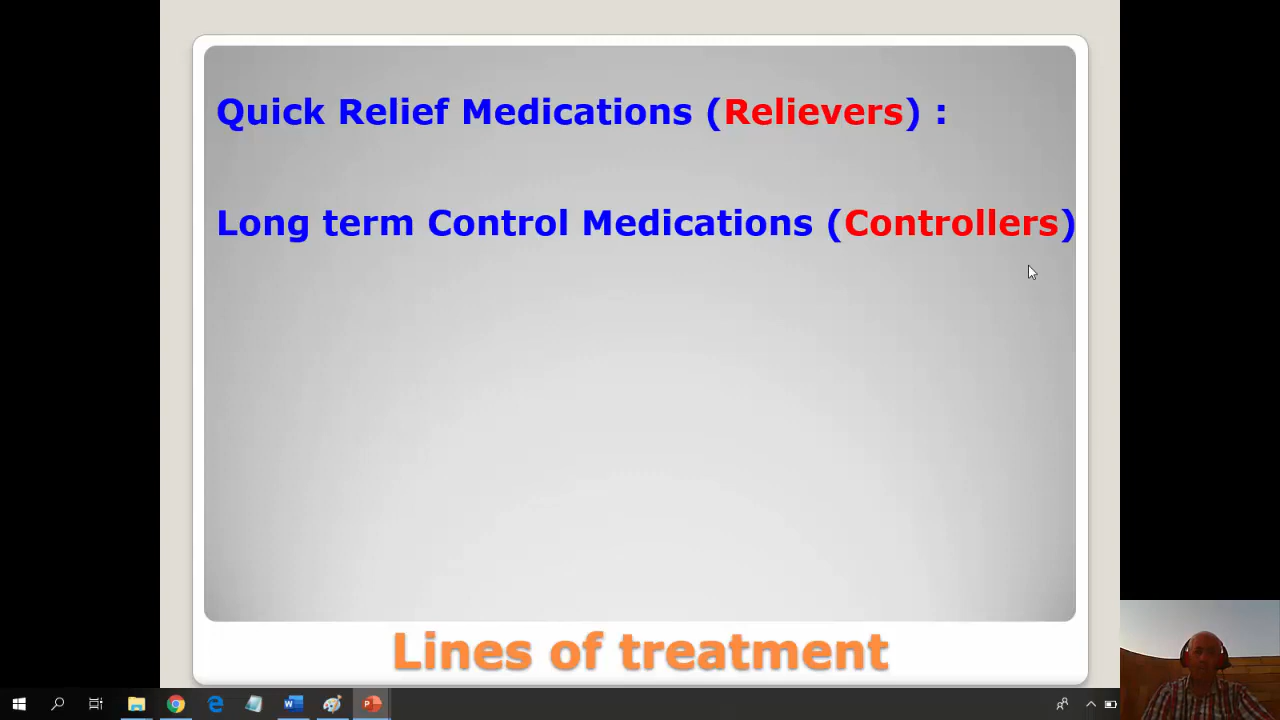 Quick Relief Medications (Relievers) :
Long term Control Medications (Controllers)
Lines of treatment